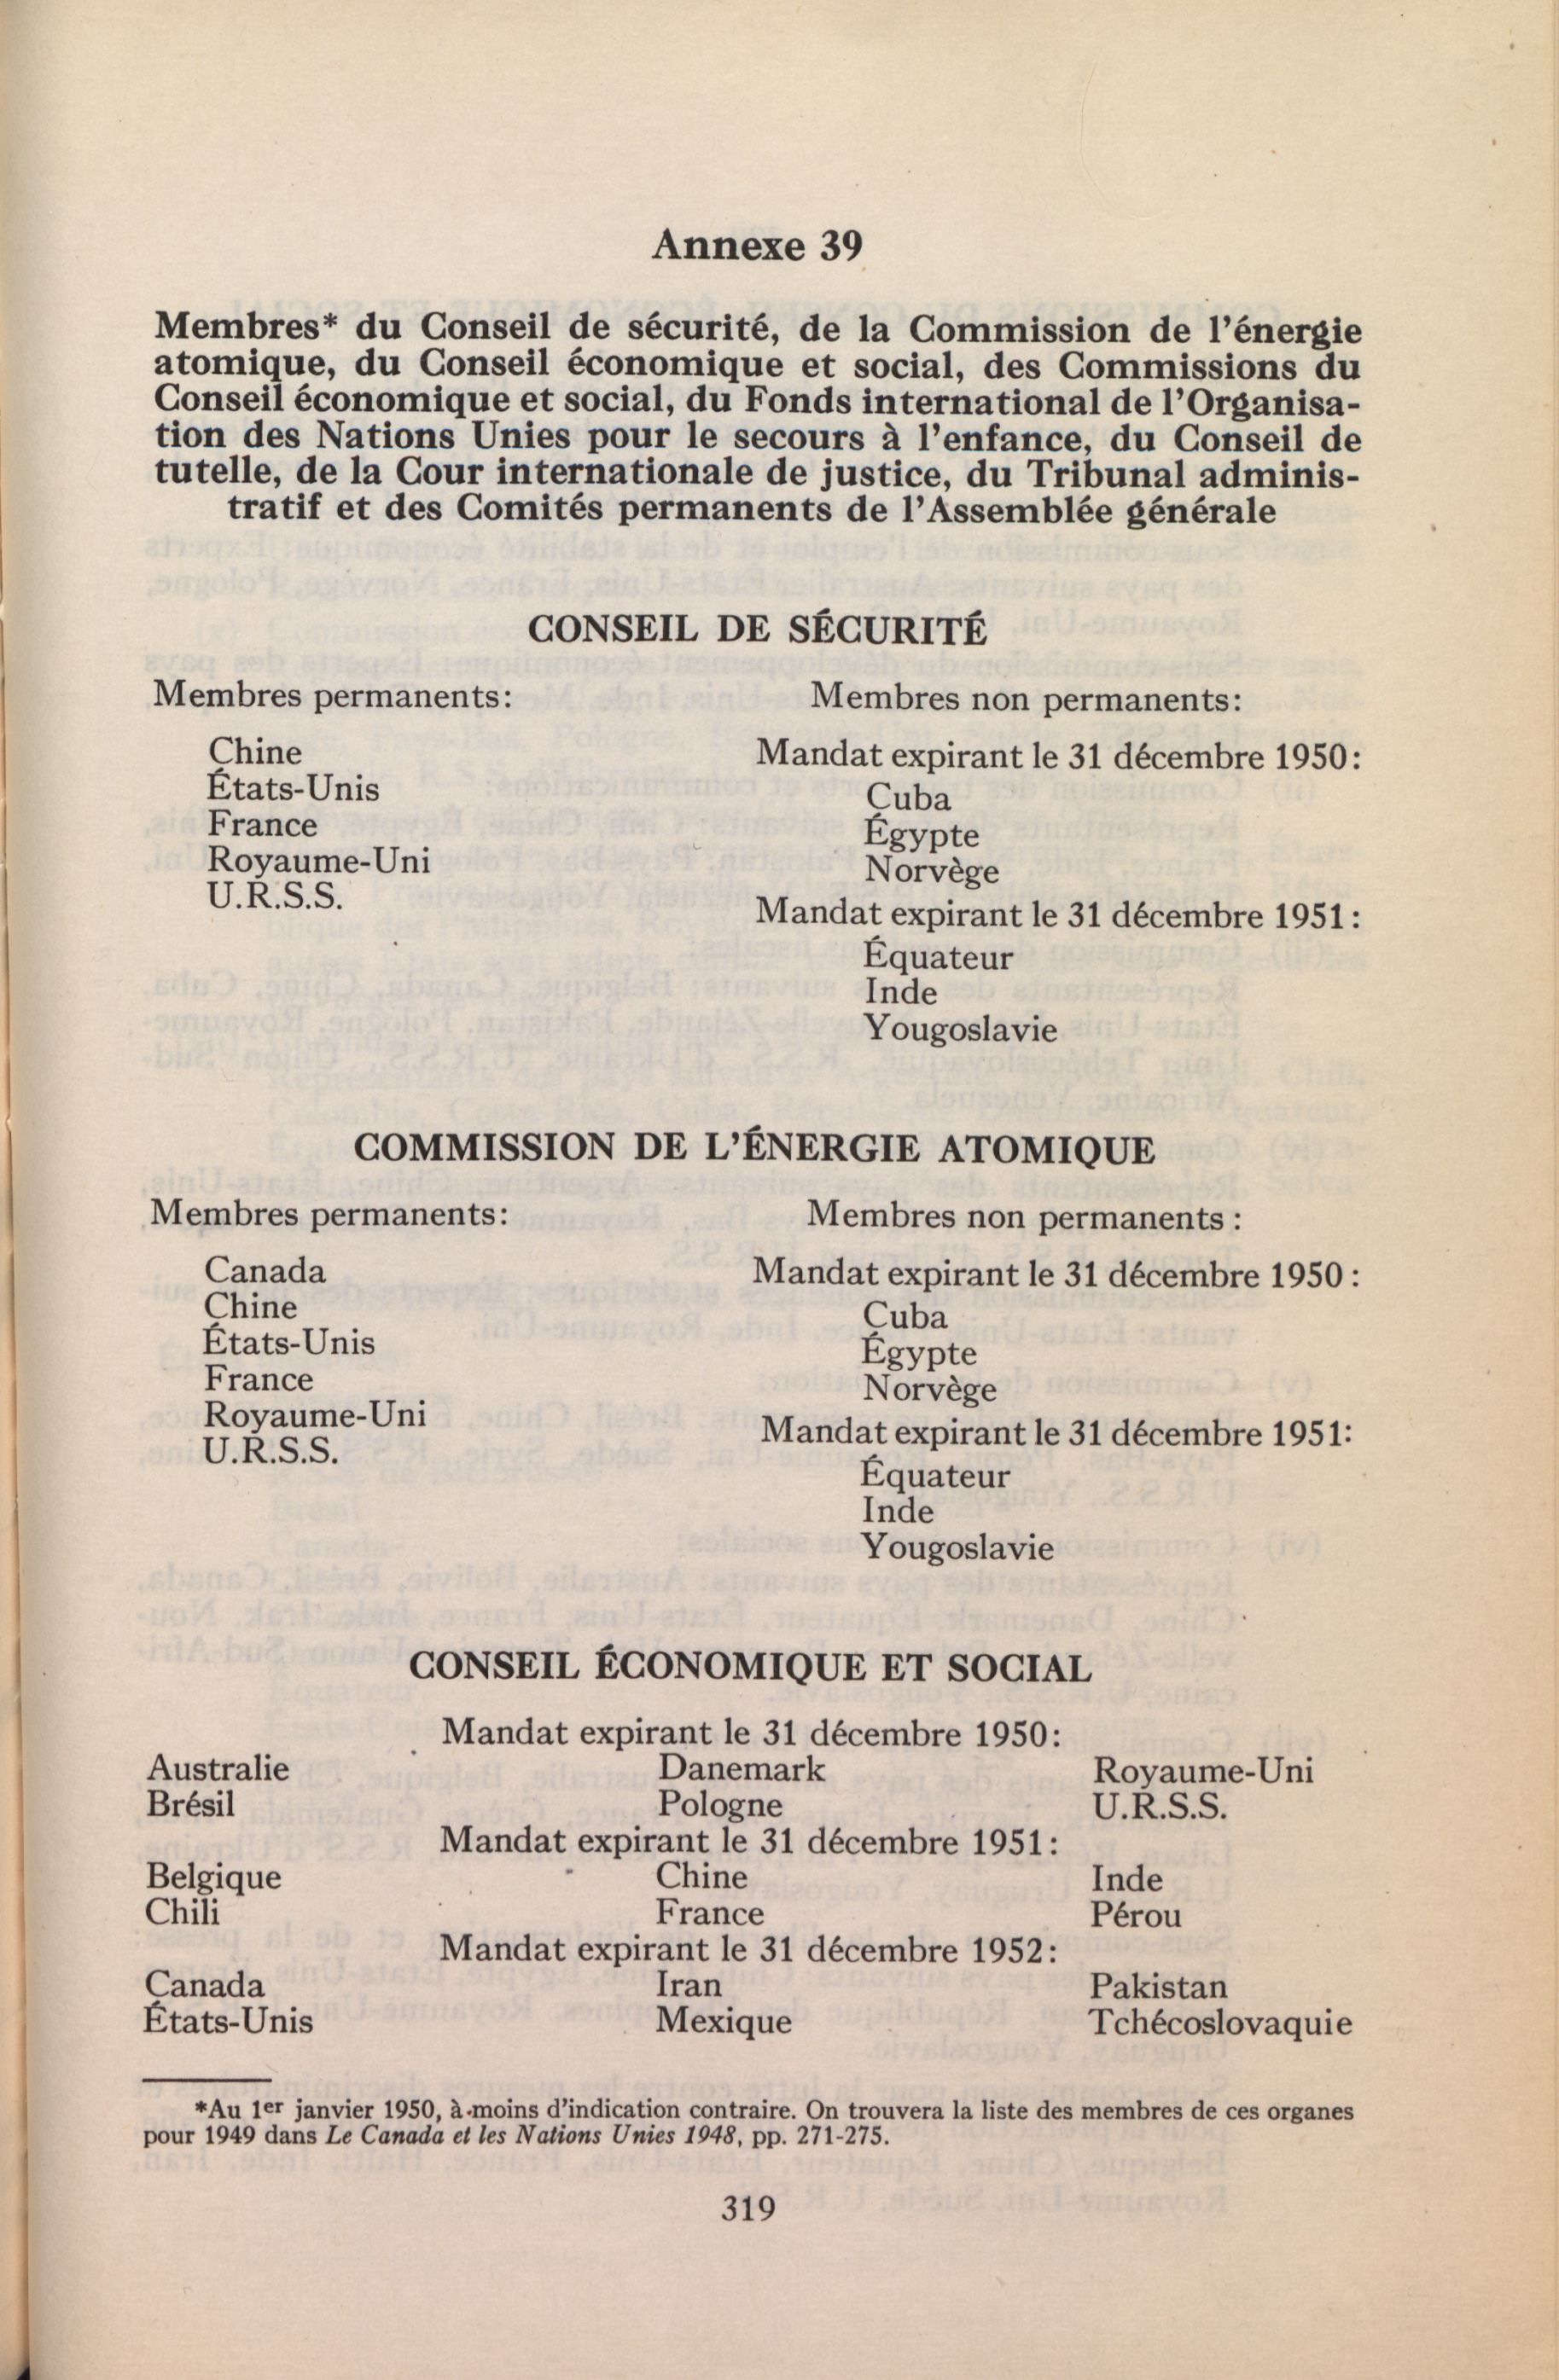 Annexe 39
Membres* du Conseil de sécurité, de la Commission de l'énergie
atomique, du Conseil économique et social, des Commissions du
Conseil économique et social, du Fonds international de l'Organisa-
tion des Nations Unies pour le secours à l'enfance, du Conseil de
tutelle, de la Cour internationale de justice, du Tribunal adminis-
tratif et des Comités permanents de l'Assemblée générale
CONSEIL DE SÉCURITÉ
Membres permanents:
Chine
États-Unis
France
Royaume-Uni
U.R.S.S.
Membres non permanents:
Mandat expirant le 31 décembre 1950:
Cuba
Égypte
Norvège
Mandat expirant le 31 décembre 1951:
Équateur
Inde
Yougoslavie
COMMISSION DE L'ÉNERGIE ATOMIQUE
Membres permanents:
Canada
Chine
États-Unis
France
Royaume-Uni
U.R.S.S.
Membres non permanents :
Mandat expirant le 31 décembre 1950 :
Cuba
Égypte
Norvège
Mandat expirant le 31 décembre 1951:
Équateur
Inde
Yougoslavie
CONSEIL ÉCONOMIQUE ET SOCIAL
Mandat expirant le 31 décembre 1950:
Australie Danemark Royaume-Uni
Brésil Pologne U.R.S.S.
Mandat expirant le 31 décembre 1951:
Belgique Chine Inde
Chili France Pérou
Mandat expirant le 31 décembre 1952:
Canada Iran Pakistan
États-Unis Mexique Tchécoslovaquie
*Au 1er janvier 1950, à moins d'indication contraire. On trouvera la liste des membres de ces organes
pour 1949 dans Le Canada et les Nations Unies 1948, pp. 271-275.
319